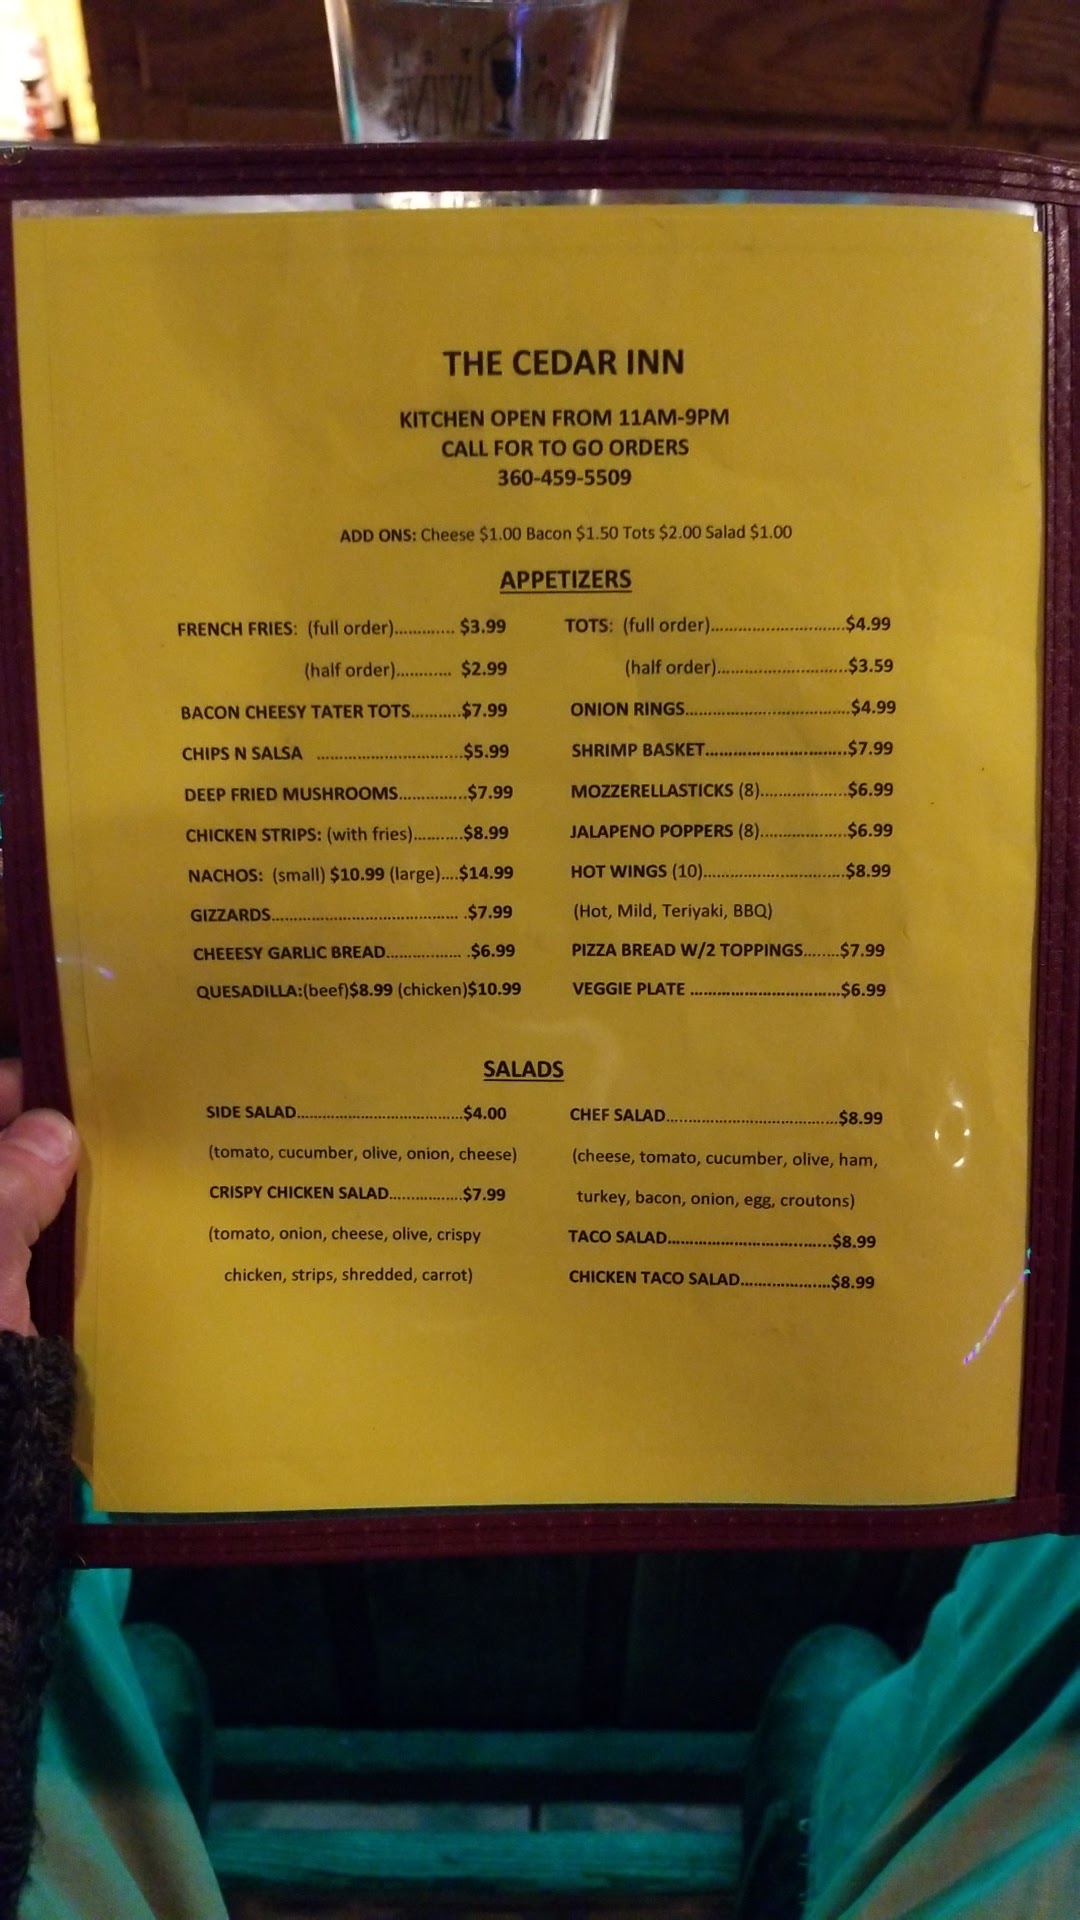 THE CEDAR INN
KITCHEN OPEN FROM 11AM-9PM
CALL FOR TO GO ORDERS
360-459-5509
ADD ONS: Cheese $1.00 Bacon $1.50 Tots $2.00 Salad $1.00
APPETIZERS
FRENCH FRIES: (full order)............. $3.99
(half order)............ $2.99
BACON CHEESY TATER TOTS..........$7.99
CHIPS N SALSA ...............................$5.99
DEEP FRIED MUSHROOMS..............$7.99
CHICKEN STRIPS: (with fries)..........$8.99
NACHOS: (small) $10.99 (large)....$14.99
GIZZARDS........................................ .$7.99
CHEEESY GARLIC BREAD................ .$6.99
QUESADILLA:(beef)$8.99 (chicken)$10.99
TOTS: (full order)............................$4.99
(half order)...........................$3.59
ONION RINGS..................................$4.99
SHRIMP BASKET.............................$7.99
MOZZERELLASTICKS (8)..................$6.99
JALAPENO POPPERS (8)..................$6.99
HOT WINGS (10)..............................$8.99
(Hot, Mild, Teriyaki, BBQ)
PIZZA BREAD W/2 TOPPINGS.......$7.99
VEGGIE PLATE ................................$6.99
SALADS
SIDE SALAD....................................$4.00
(tomato, cucumber, olive, onion, cheese)
CRISPY CHICKEN SALAD................$7.99
(tomato, onion, cheese, olive, crispy
chicken, strips, shredded, carrot)
CHEF SALAD.....................................$8.99
(cheese, tomato, cucumber, olive, ham,
turkey, bacon, onion, egg, croutons)
TACO SALAD...................................$8.99
CHICKEN TACO SALAD...................$8.99